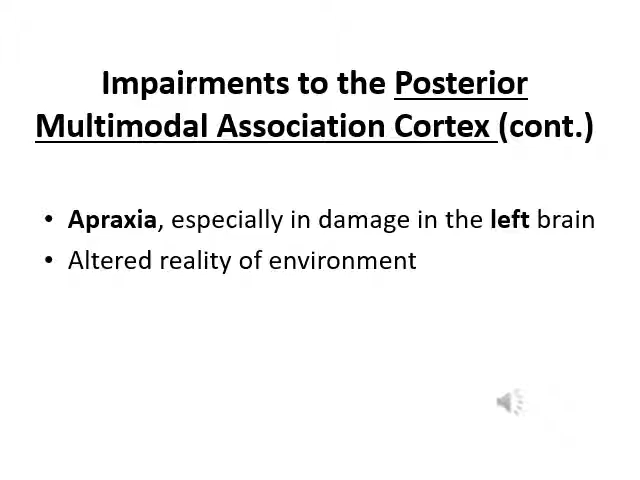 Impairments to the Posterior
Multimodal Association Cortex (cont.)
• Apraxia, especially in damage in the left brain
• Altered reality of environment